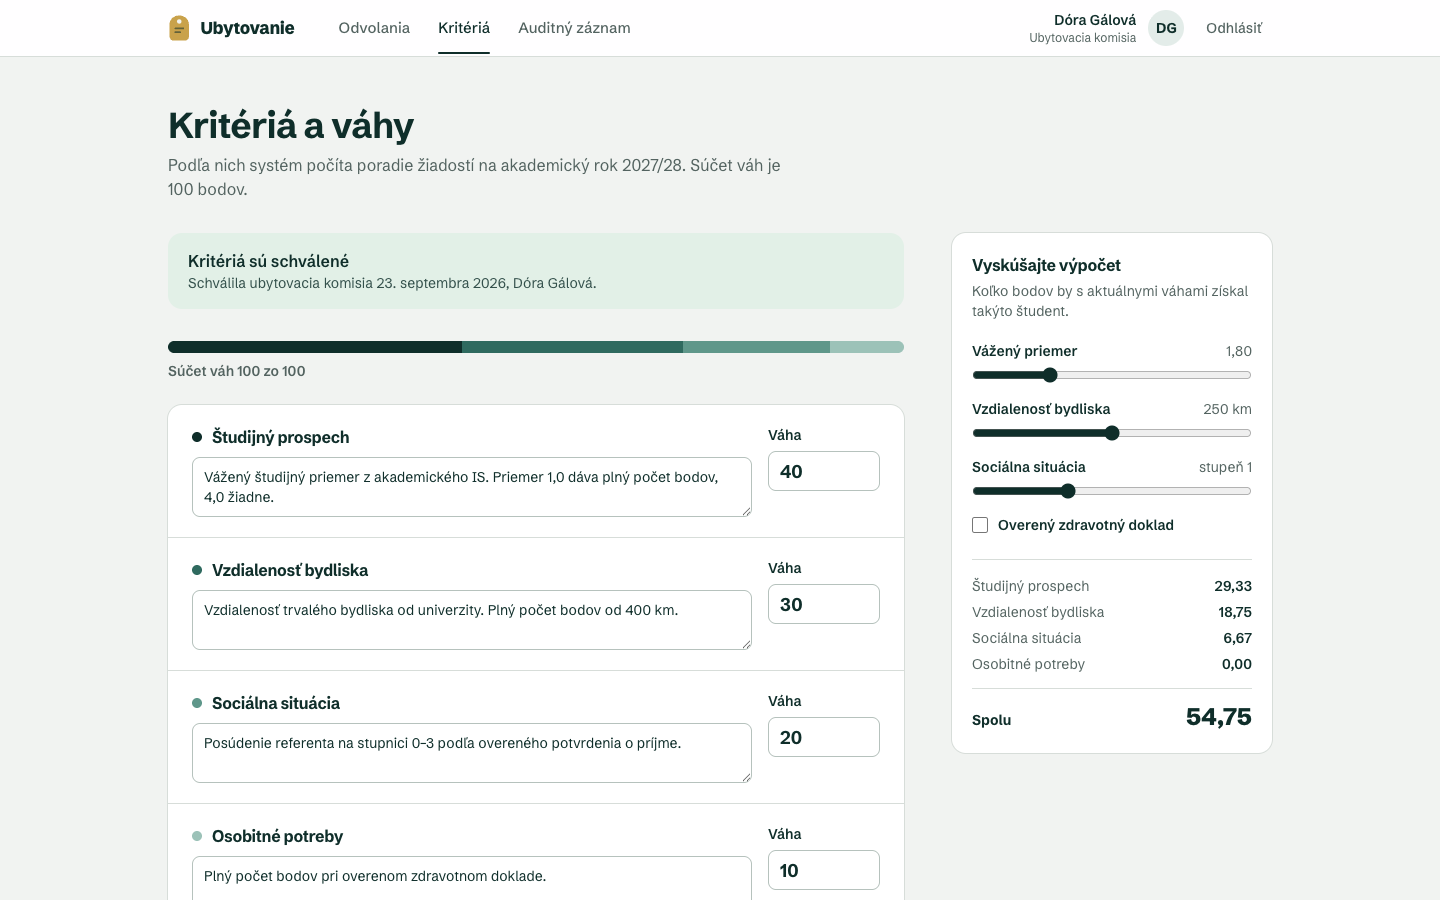 Ubytovanie
Odvolania
Kritériá
Auditný záznam
Dóra Gálová
Ubytovacia komisia
DG
Odhlásiť
Kritériá a váhy
Podľa nich systém počíta poradie žiadostí na akademický rok 2027/28. Súčet váh je
100 bodov.
Kritériá sú schválené
Schválila ubytovacia komisia 23. septembra 2026, Dóra Gálová.
Súčet váh 100 zo 100
Študijný prospech
Váha
Vážený študijný priemer z akademického IS. Priemer 1,0 dáva plný počet bodov,
4,0 žiadne.
40
Vzdialenosť bydliska
Váha
Vzdialenosť trvalého bydliska od univerzity. Plný počet bodov od 400 km.
30
Sociálna situácia
Váha
Posúdenie referenta na stupnici 0–3 podľa overeného potvrdenia o príjme.
20
Osobitné potreby
Váha
Plný počet bodov pri overenom zdravotnom doklade.
10
Vyskúšajte výpočet
Koľko bodov by s aktuálnymi váhami získal
takýto študent.
Vážený priemer 1,80
Vzdialenosť bydliska 250 km
Sociálna situácia stupeň 1
Overený zdravotný doklad
Študijný prospech 29,33
Vzdialenosť bydliska 18,75
Sociálna situácia 6,67
Osobitné potreby 0,00
Spolu 54,75